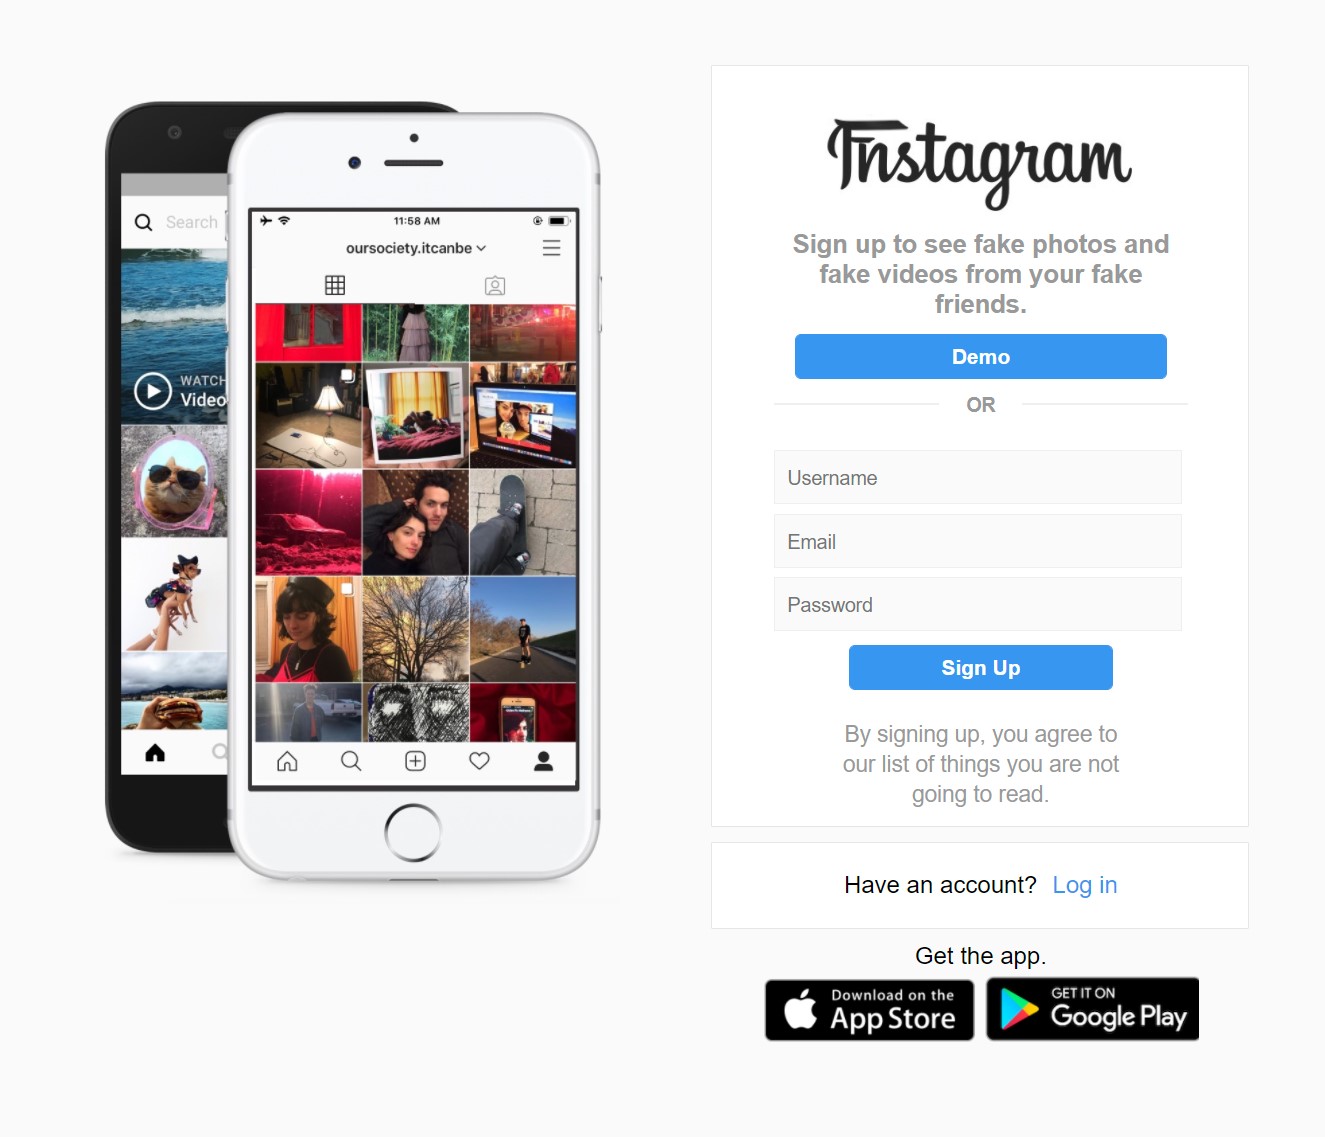 Search
WATCH
Video
11:58 AM
oursociety.itcanbe
Finstagram
Sign up to see fake photos and
fake videos from your fake
friends.
Demo
OR
Username
Email
Password
Sign Up
By signing up, you agree to
our list of things you are not
going to read.
Have an account? Log in
Get the app.
Download on the
App Store
GET IT ON
Google Play